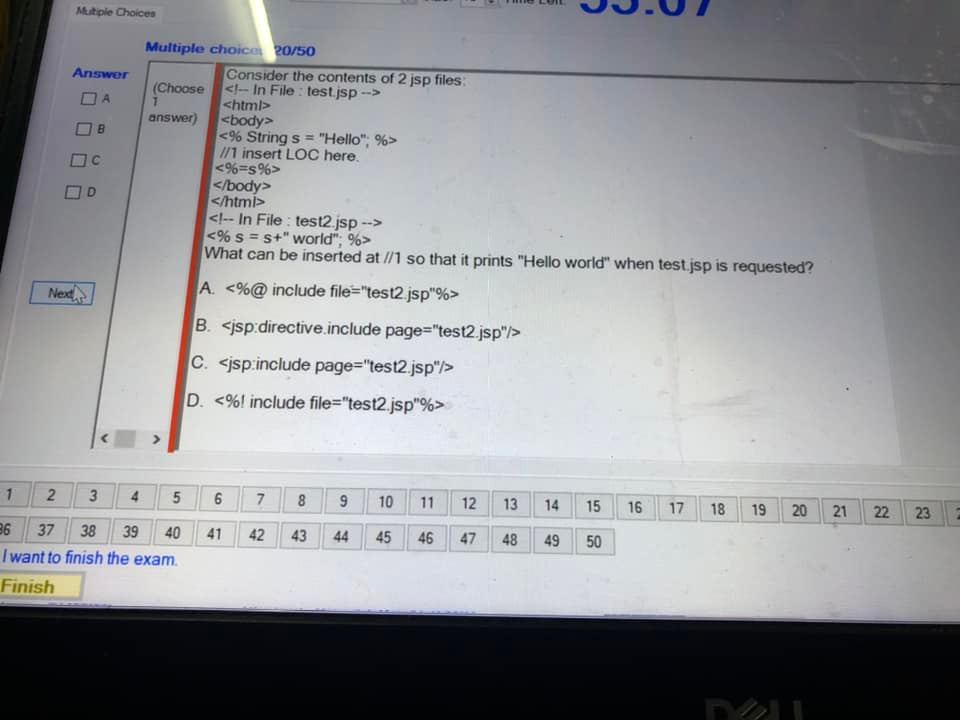 Multiple Choices
Multiple choices 20/50
Answer
A
B
C
D
(Choose
1
answer)
Consider the contents of 2 jsp files:
<!-- In File : test.jsp -->
<html>
<body>
<% String s = "Hello"; %>
//1 insert LOC here.
<%=s%>
</body>
</html>
<!-- In File : test2.jsp -->
<% s = s+" world"; %>
What can be inserted at //1 so that it prints "Hello world" when test.jsp is requested?
A. <%@ include file="test2.jsp"%>
B. <jsp:directive.include page="test2.jsp"/>
C. <jsp:include page="test2.jsp"/>
D. <%! include file="test2.jsp"%>
Next
1 2 3 4 5 6 7 8 9 10 11 12 13 14 15 16 17 18 19 20 21 22 23
36 37 38 39 40 41 42 43 44 45 46 47 48 49 50
I want to finish the exam.
Finish
DELL